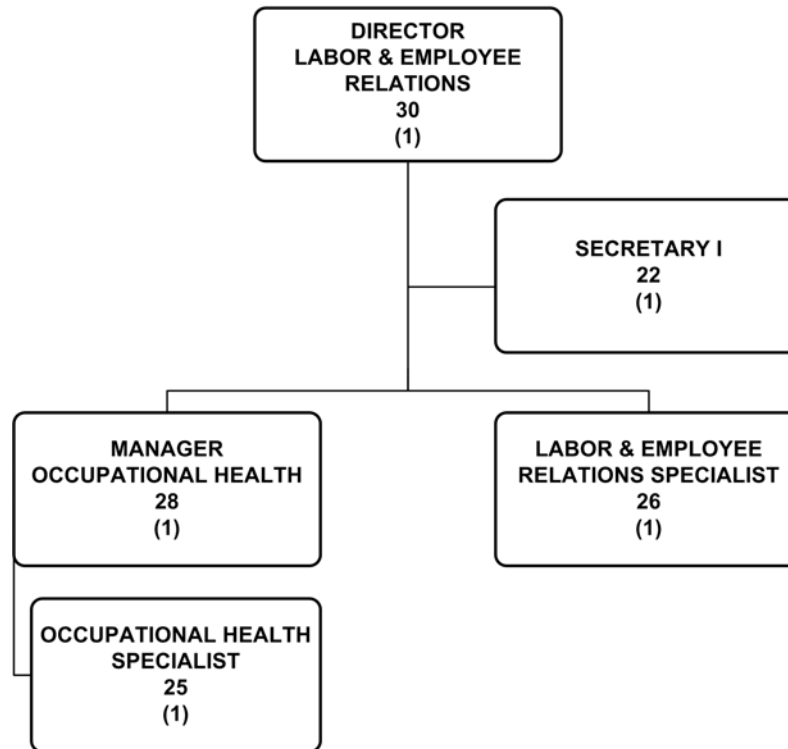 DIRECTOR
LABOR & EMPLOYEE
RELATIONS
30
(1)
SECRETARY I
22
(1)
MANAGER
OCCUPATIONAL HEALTH
28
(1)
LABOR & EMPLOYEE
RELATIONS SPECIALIST
26
(1)
OCCUPATIONAL HEALTH
SPECIALIST
25
(1)